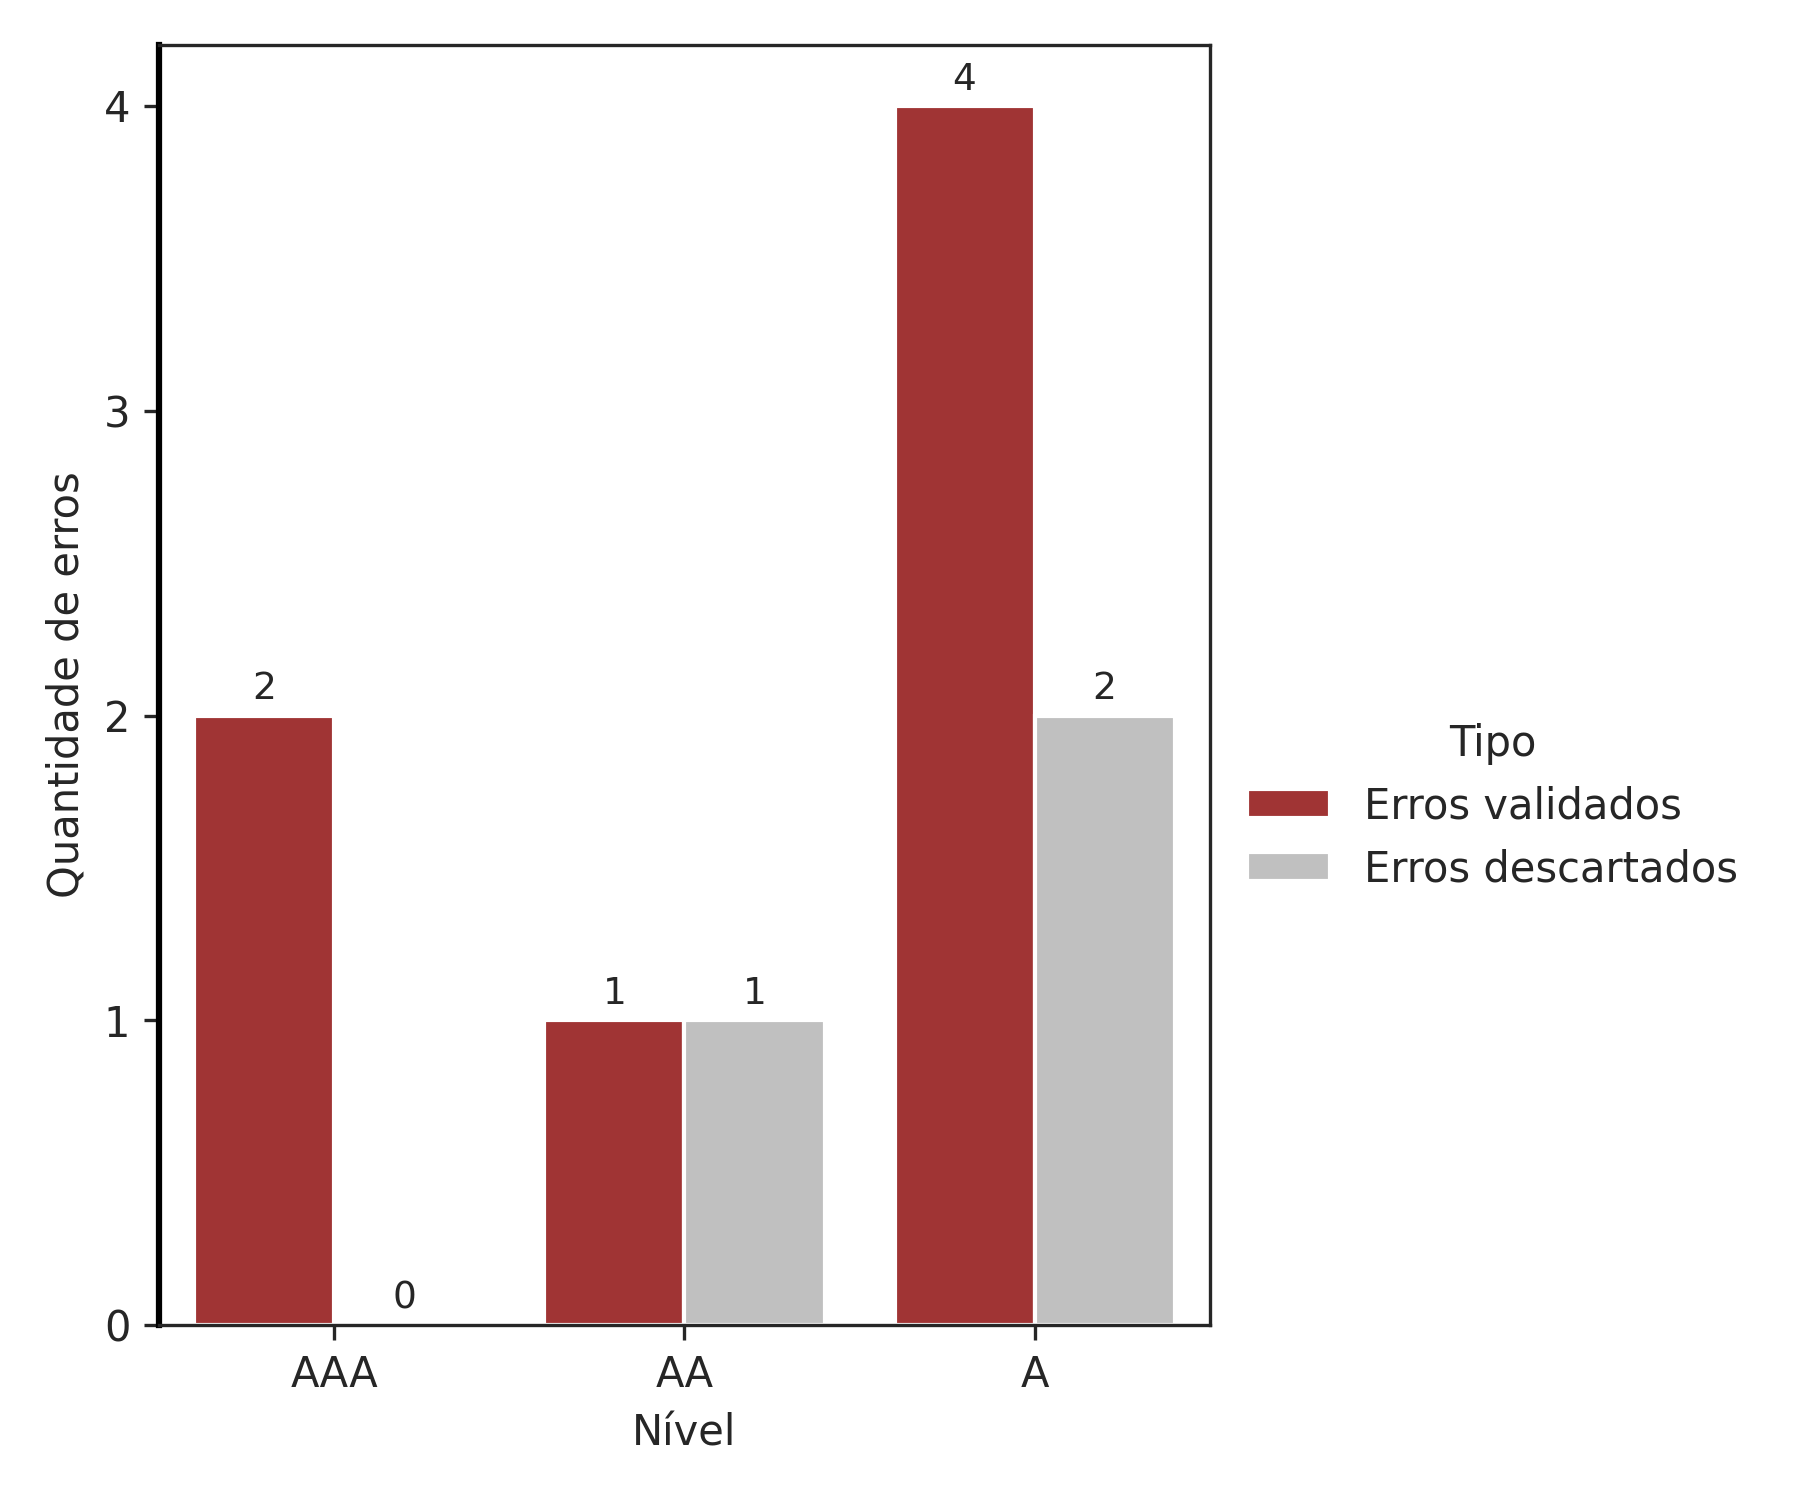 4
4
3
2
2
2
1
1
1
0
0
AAA
AA
A
Nível
Quantidade de erros
Tipo
Erros validados
Erros descartados